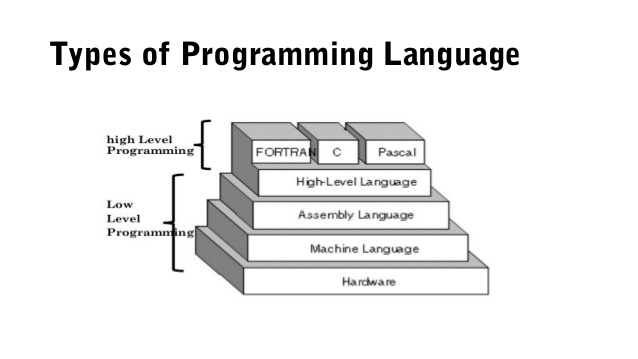 Types of Programming Language
high Level
Programming
FORTRAN
C
Pascal
High-Level Language
Low
Level
Programming
Assembly Language
Machine Language
Hardware